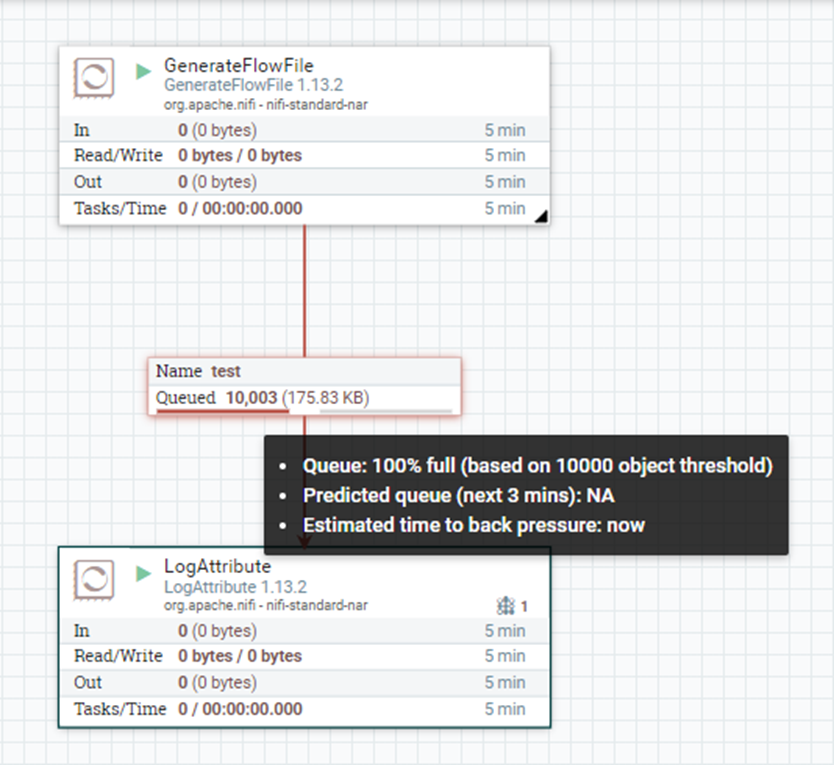 GenerateFlowFile
GenerateFlowFile 1.13.2
org.apache.nifi - nifi-standard-nar
In 0 (0 bytes) 5 min
Read/Write 0 bytes / 0 bytes 5 min
Out 0 (0 bytes) 5 min
Tasks/Time 0 / 00:00:00.000 5 min
Name test
Queued 10,003 (175.83 KB)
• Queue: 100% full (based on 10000 object threshold)
• Predicted queue (next 3 mins): NA
• Estimated time to back pressure: now
LogAttribute
LogAttribute 1.13.2
org.apache.nifi - nifi-standard-nar 1
In 0 (0 bytes) 5 min
Read/Write 0 bytes / 0 bytes 5 min
Out 0 (0 bytes) 5 min
Tasks/Time 0 / 00:00:00.000 5 min